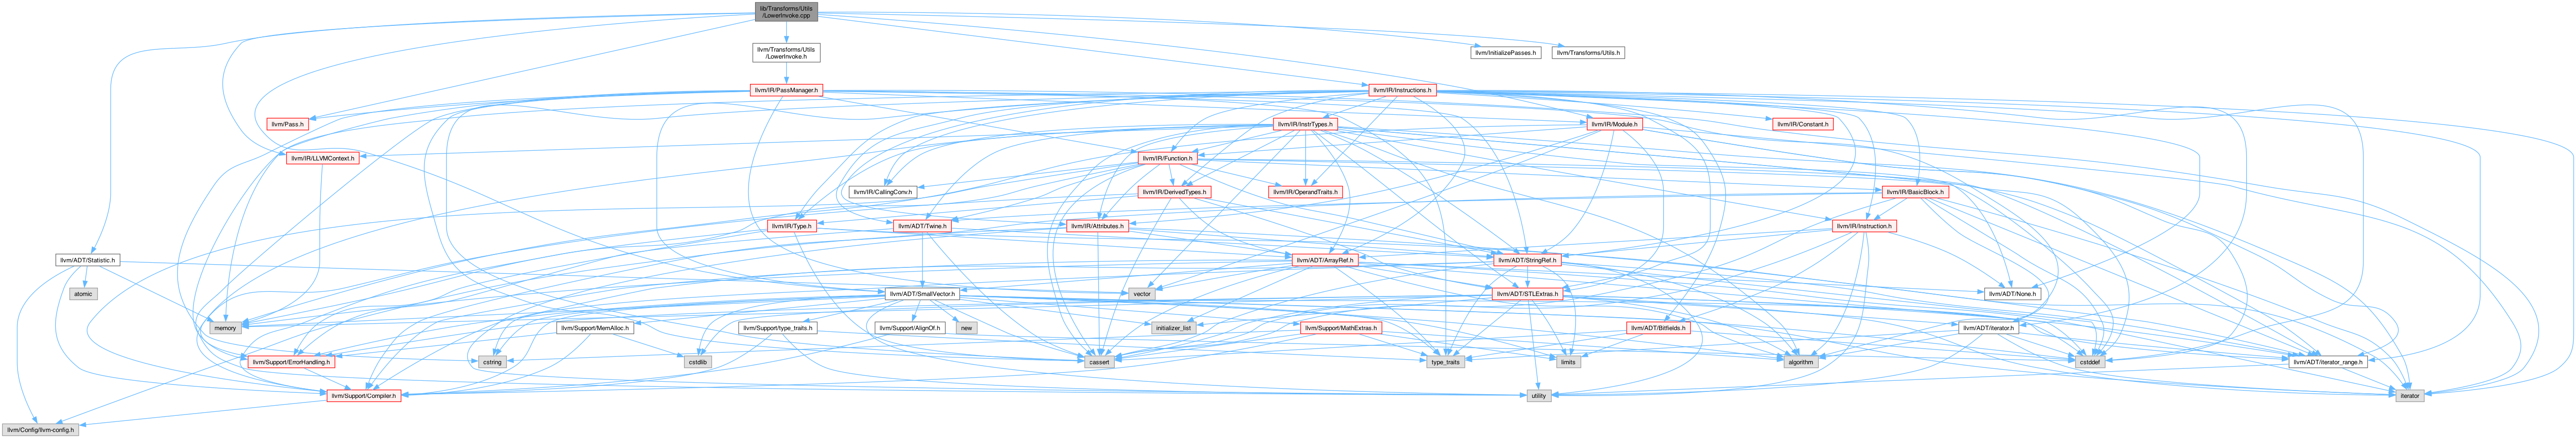 lib/Transforms/Utils
/LowerInvoke.cpp
llvm/Transforms/Utils
/LowerInvoke.h
llvm/InitializePasses.h
llvm/Transforms/Utils.h
llvm/IR/PassManager.h
llvm/IR/Instructions.h
llvm/Pass.h
llvm/IR/InstrTypes.h
llvm/IR/Module.h
llvm/IR/Constant.h
llvm/IR/LLVMContext.h
llvm/IR/Function.h
llvm/IR/CallingConv.h
llvm/IR/DerivedTypes.h
llvm/IR/OperandTraits.h
llvm/IR/BasicBlock.h
llvm/IR/Type.h
llvm/ADT/Twine.h
llvm/IR/Attributes.h
llvm/IR/Instruction.h
llvm/ADT/Statistic.h
llvm/ADT/ArrayRef.h
llvm/ADT/StringRef.h
atomic
llvm/ADT/SmallVector.h
vector
llvm/ADT/STLExtras.h
llvm/ADT/None.h
memory
llvm/Support/MemAlloc.h
llvm/Support/type_traits.h
llvm/Support/AlignOf.h
new
initializer_list
llvm/Support/MathExtras.h
llvm/ADT/Bitfields.h
llvm/ADT/iterator.h
llvm/Support/ErrorHandling.h
cstring
cstdlib
cassert
type_traits
limits
algorithm
cstddef
llvm/ADT/iterator_range.h
llvm/Support/Compiler.h
utility
iterator
llvm/Config/llvm-config.h